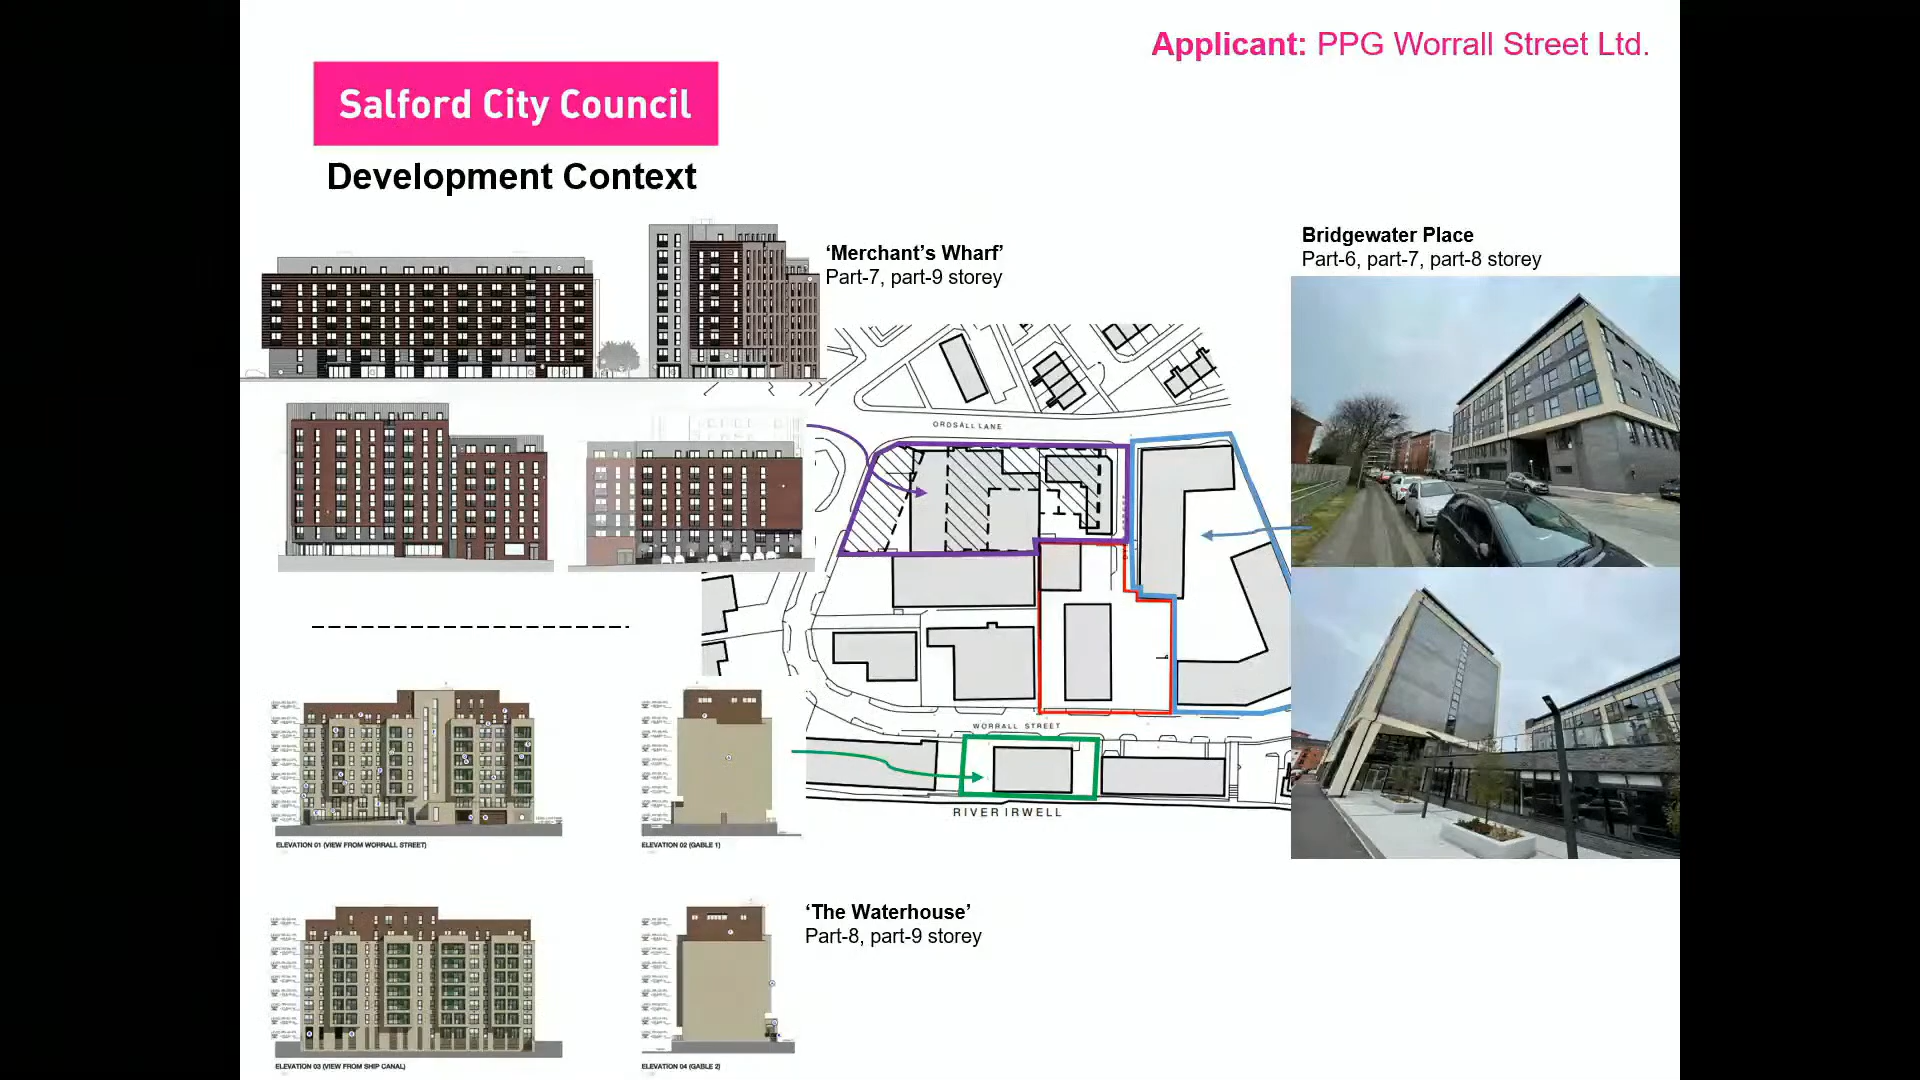 Applicant: PPG Worrall Street Ltd.
Salford City Council
Development Context
‘Merchant’s Wharf’
Part-7, part-9 storey
Bridgewater Place
Part-6, part-7, part-8 storey
ORDSALL LANE
WORRALL STREET
RIVER IRWELL
ELEVATION 01 (VIEW FROM WORRALL STREET)
ELEVATION 02 (GABLE 1)
‘The Waterhouse’
Part-8, part-9 storey
ELEVATION 03 (VIEW FROM SHIP CANAL)
ELEVATION 04 (GABLE 2)